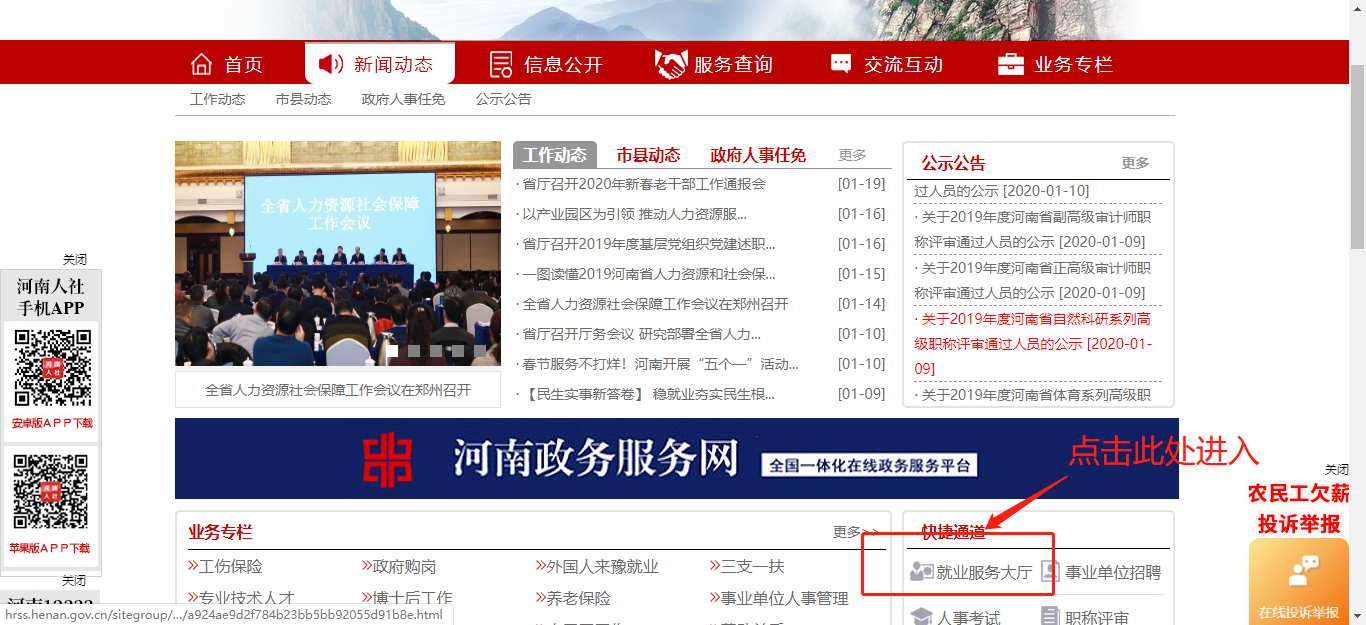 首页
新闻动态
信息公开
服务查询
交流互动
业务专栏
工作动态
市县动态
政府人事任免
公示公告
全省人力资源社会保障
工作会议
全省人力资源社会保障工作会议在郑州召开
工作动态
市县动态
政府人事任免
更多
· 省厅召开2020年新春老干部工作通报会 [01-19]
· 以产业园区为引领 推动人力资源服... [01-16]
· 省厅召开2019年度基层党组织党建述职... [01-16]
· 一图读懂2019河南省人力资源和社会保... [01-15]
· 全省人力资源社会保障工作会议在郑州召开 [01-14]
· 省厅召开厅务会议 研究部署全省人力... [01-10]
· 春节服务不打烊！河南开展“五个一”活动... [01-10]
· 【民生实事新答卷】 稳就业夯实民生根... [01-09]
公示公告
更多
过人员的公示 [2020-01-10]
· 关于2019年度河南省副高级审计师职
称评审通过人员的公示 [2020-01-09]
· 关于2019年度河南省正高级审计师职
称评审通过人员的公示 [2020-01-09]
· 关于2019年度河南省自然科研系列高
级职称评审通过人员的公示 [2020-01-
09]
· 关于2019年度河南省体育系列高级职
关闭
河南人社
手机APP
河南
人社
安卓版APP下载
河南
人社
苹果版APP下载
关闭
河南政务服务网
全国一体化在线政务服务平台
点击此处进入
关闭
农民工欠薪
投诉举报
在线投诉举报
业务专栏
更多>>
»工伤保险
»政府购岗
»外国人来豫就业
»三支一扶
»专业技术人才
»博士后工作
»养老保险
»事业单位人事管理
快捷通道
就业服务大厅
事业单位招聘
人事考试
职称评审
hrss.henan.gov.cn/sitegroup/.../a924ae9d2f784b23bb5bb92055d91b8e.html